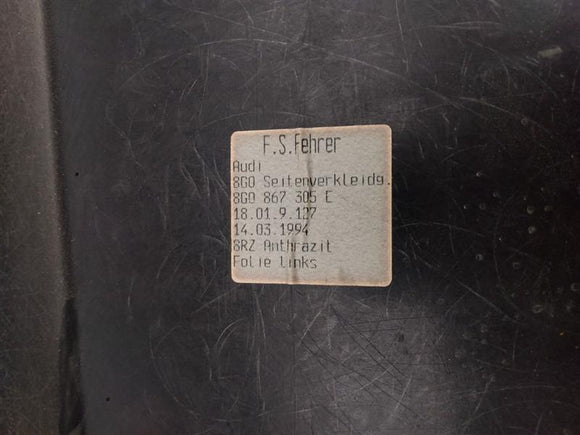 F.S.Fehrer
Audi
8G0 Seitenverkleidg.
8G0 867 305 E
18.01.9.127
14.03.1994
8RZ Anthrazit
Folie links